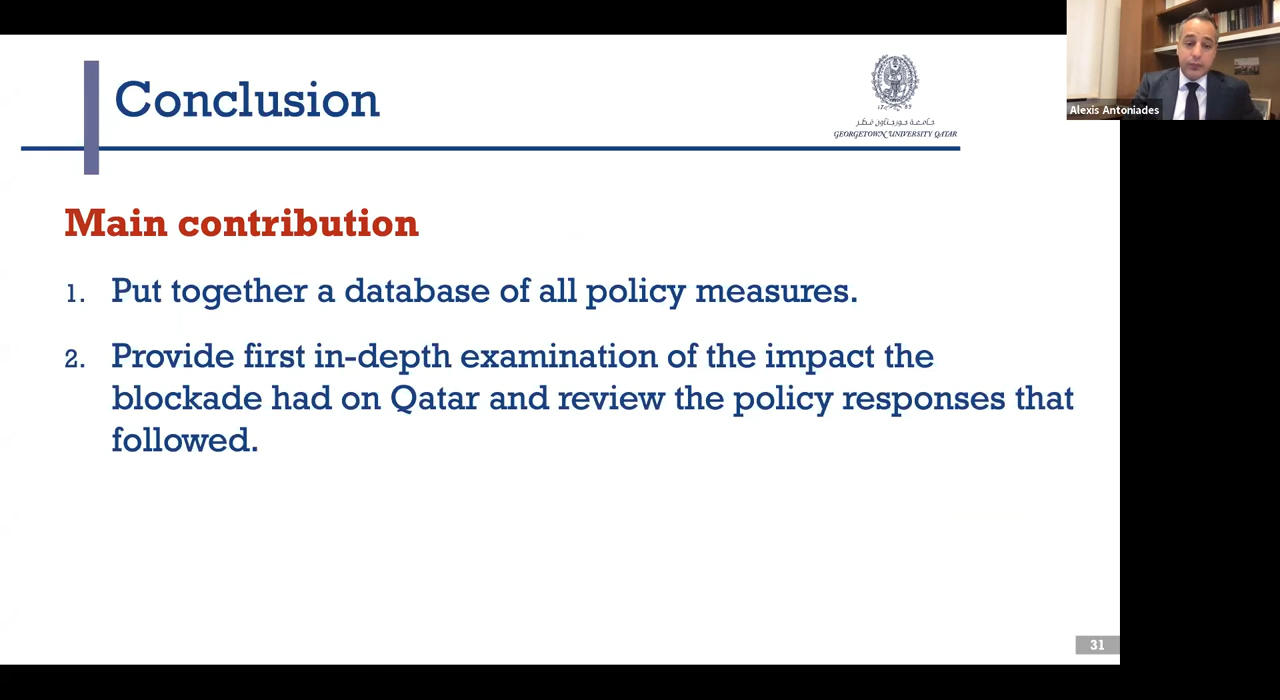 Conclusion
جامعة جورجتاون قطر
GEORGETOWN UNIVERSITY QATAR
Alexis Antoniades
Main contribution
1. Put together a database of all policy measures.
2. Provide first in-depth examination of the impact the
blockade had on Qatar and review the policy responses that
followed.
31